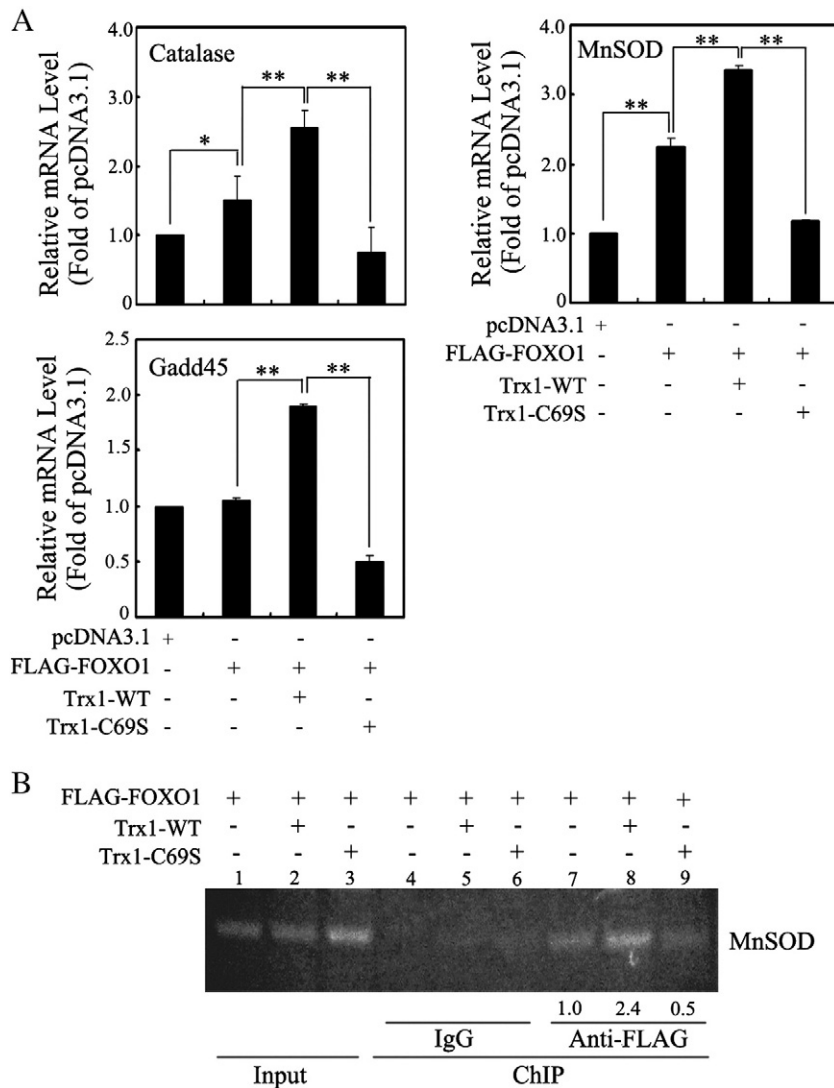 A
Catalase
Relative mRNA Level
(Fold of pcDNA3.1)
4.0
3.0
2.0
1.0
0
*
**
**
MnSOD
Relative mRNA Level
(Fold of pcDNA3.1)
4.0
3.0
2.0
1.0
0
**
**
**
pcDNA3.1 + - - -
FLAG-FOXO1 - + + +
Trx1-WT - - + -
Trx1-C69S - - - +
Gadd45
Relative mRNA Level
(Fold of pcDNA3.1)
2.5
2.0
1.5
1.0
0.5
0
**
**
pcDNA3.1 + - - -
FLAG-FOXO1 - + + +
Trx1-WT - - + -
Trx1-C69S - - - +
B
FLAG-FOXO1 + + + + + + + + +
Trx1-WT - + - - + - - + -
Trx1-C69S - - + - - + - - +
1 2 3 4 5 6 7 8 9
MnSOD
1.0 2.4 0.5
IgG Anti-FLAG
Input ChIP